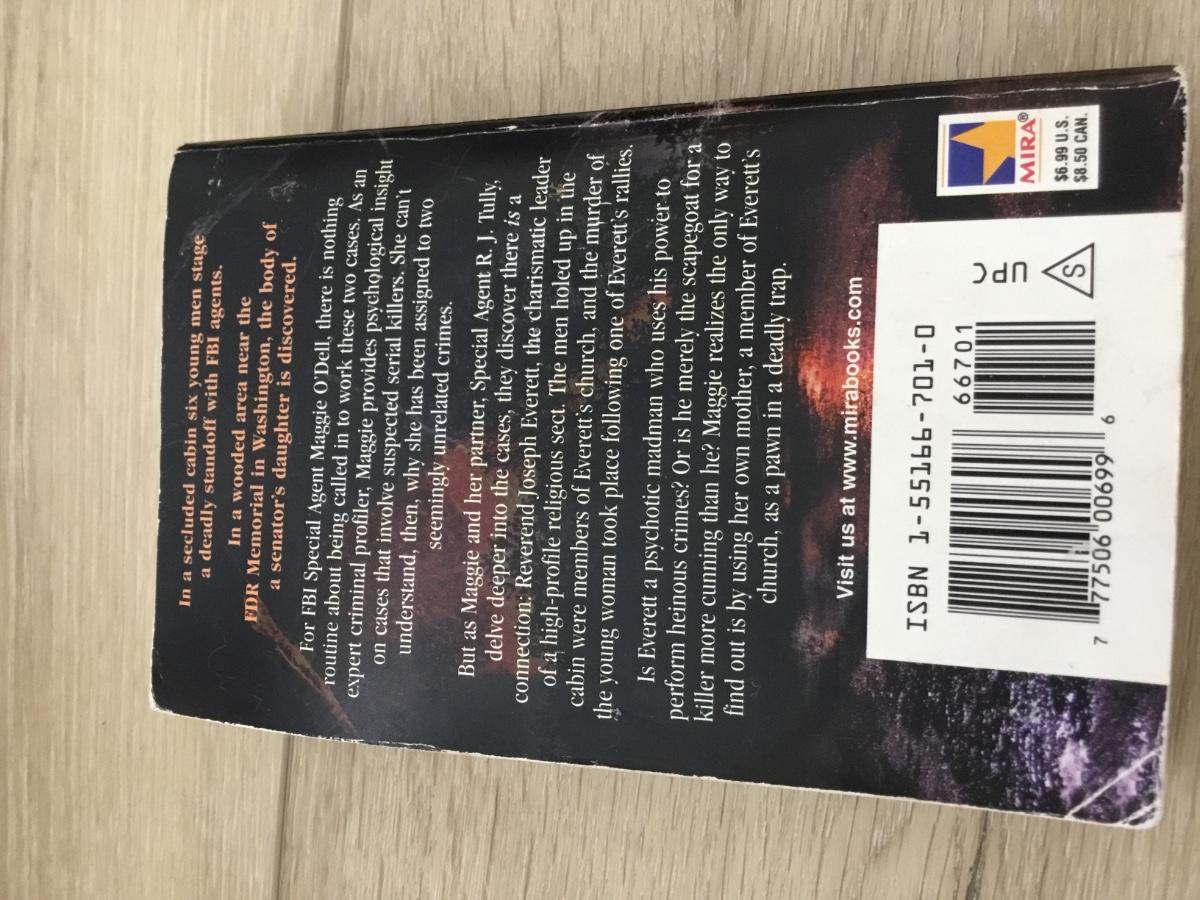 In a secluded cabin six young men stage
a deadly standoff with FBI agents.
In a wooded area near the
FDR Memorial in Washington, the body of
a senator's daughter is discovered.
For FBI Special Agent Maggie O'Dell, there is nothing
routine about being called in to work these two cases. As an
expert criminal profiler, Maggie provides psychological insight
on cases that involve suspected serial killers. She can't
understand, then, why she has been assigned to two
seemingly unrelated crimes.
But as Maggie and her partner, Special Agent R. J. Tully,
delve deeper into the cases, they discover there is a
connection: Reverend Joseph Everett, the charismatic leader
of a high-profile religious sect. The men holed up in the
cabin were members of Everett's church, and the murder of
the young woman took place following one of Everett's rallies.
Is Everett a psychotic madman who uses his power to
perform heinous crimes? Or is he merely the scapegoat for a
killer more cunning than he? Maggie realizes the only way to
find out is by using her own mother, a member of Everett's
church, as a pawn in a deadly trap.
Visit us at www.mirabooks.com
MIRA®
$6.99 U.S.
$8.50 CAN.
ISBN 1-55166-701-0
66701
7 77506 00699 6
UPC
S